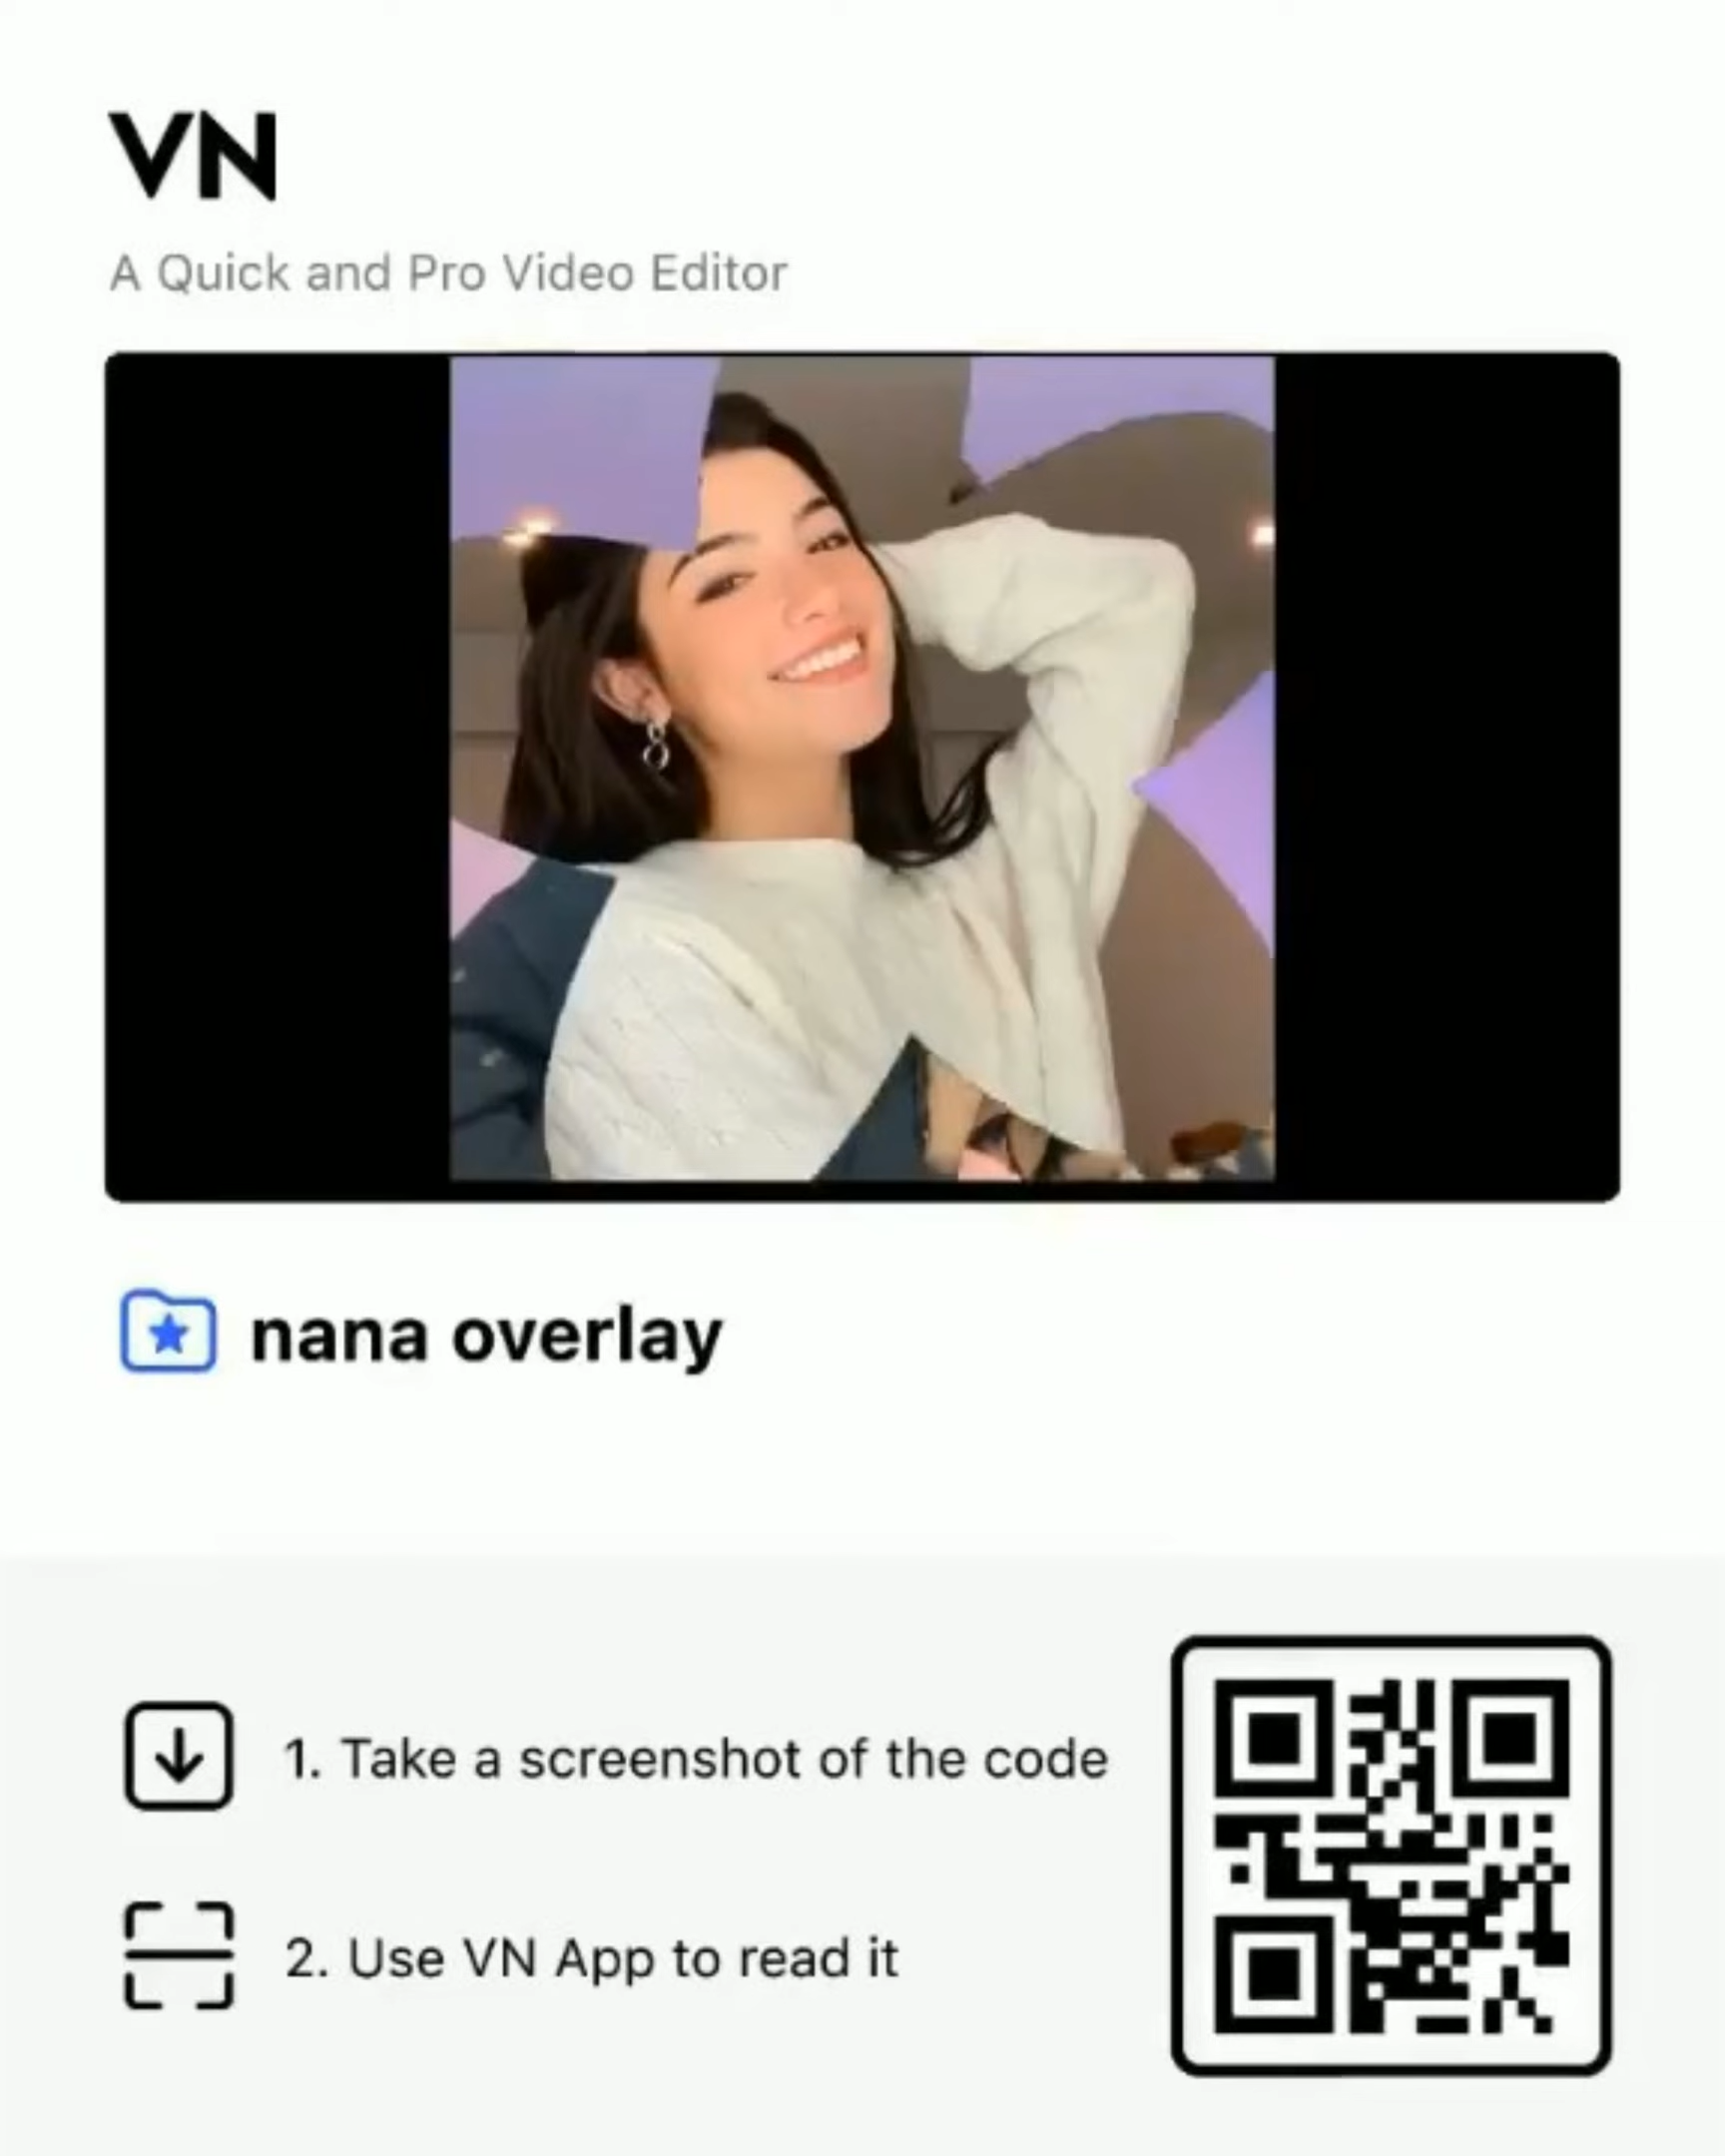 VN
A Quick and Pro Video Editor
nana overlay
1. Take a screenshot of the code
2. Use VN App to read it